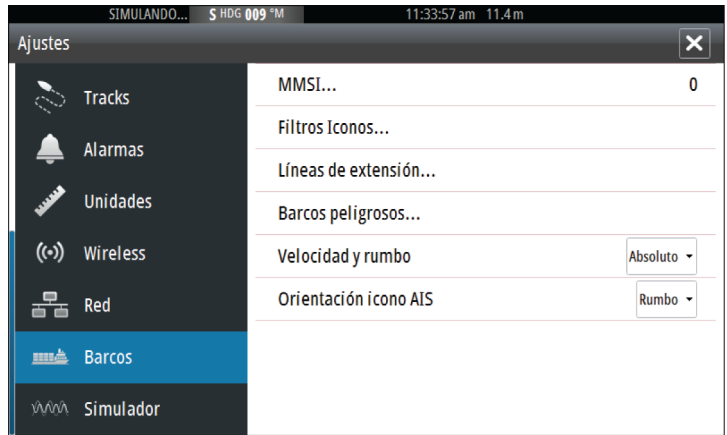 SIMULANDO... S HDG 009 °M 11:33:57 am 11.4 m
Ajustes
Tracks
Alarmas
Unidades
Wireless
Red
Barcos
Simulador
MMSI... 0
Filtros Iconos...
Líneas de extensión...
Barcos peligrosos...
Velocidad y rumbo Absoluto
Orientación icono AIS Rumbo